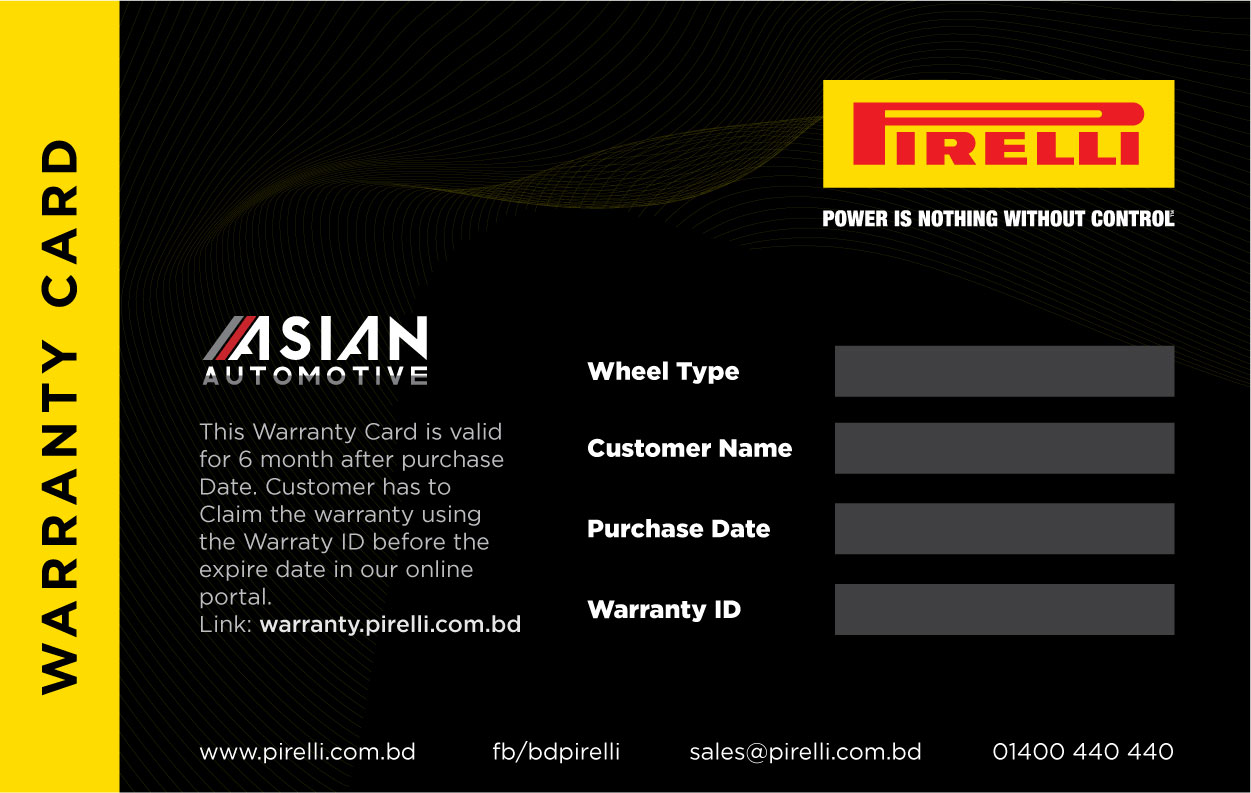 WARRANTY CARD
PIRELLI
POWER IS NOTHING WITHOUT CONTROL™
ASIAN
AUTOMOTIVE
This Warranty Card is valid
for 6 month after purchase
Date. Customer has to
Claim the warranty using
the Warraty ID before the
expire date in our online
portal.
Link: warranty.pirelli.com.bd
Wheel Type
Customer Name
Purchase Date
Warranty ID
www.pirelli.com.bd fb/bdpirelli sales@pirelli.com.bd 01400 440 440